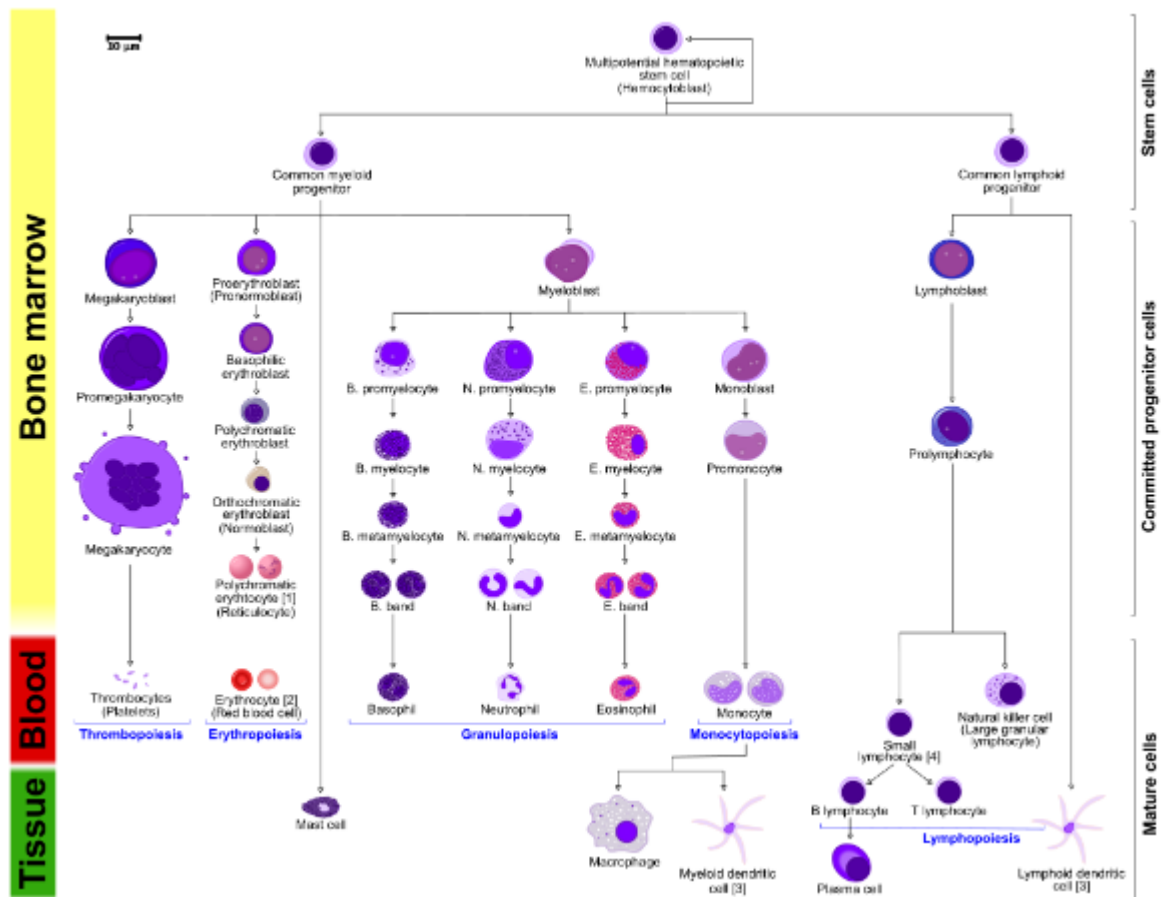 10 µm
Multipotential hematopoietic
stem cell
(Hemocytoblast)
Common myeloid
progenitor
Common lymphoid
progenitor
Megakaryoblast
Proerythroblast
(Pronormoblast)
Myeloblast
Lymphoblast
Promegakaryocyte
Basophilic
erythroblast
B. promyelocyte
N. promyelocyte
E. promyelocyte
Monoblast
Polychromatic
erythroblast
B. myelocyte
N. myelocyte
E. myelocyte
Promonocyte
Prolymphocyte
Megakaryocyte
Orthochromatic
erythroblast
(Normoblast)
B. metamyelocyte
N. metamyelocyte
E. metamyelocyte
Polychromatic
erythtocyte [1]
(Reticulocyte)
B. band
N. band
E. band
Thrombocytes
(Platelets)
Erythrocyte [2]
(Red blood cell)
Basophil
Neutrophil
Eosinophil
Monocyte
Natural killer cell
(Large granular
lymphocyte)
Small
lymphocyte [4]
Thrombopoiesis
Erythropoiesis
Granulopoiesis
Monocytopoiesis
Mast cell
Macrophage
Myeloid dendritic
cell [3]
B lymphocyte
T lymphocyte
Lymphopoiesis
Plasma cell
Lymphoid dendritic
cell [3]
Bone marrow
Blood
Tissue
Stem cells
Committed progenitor cells
Mature cells